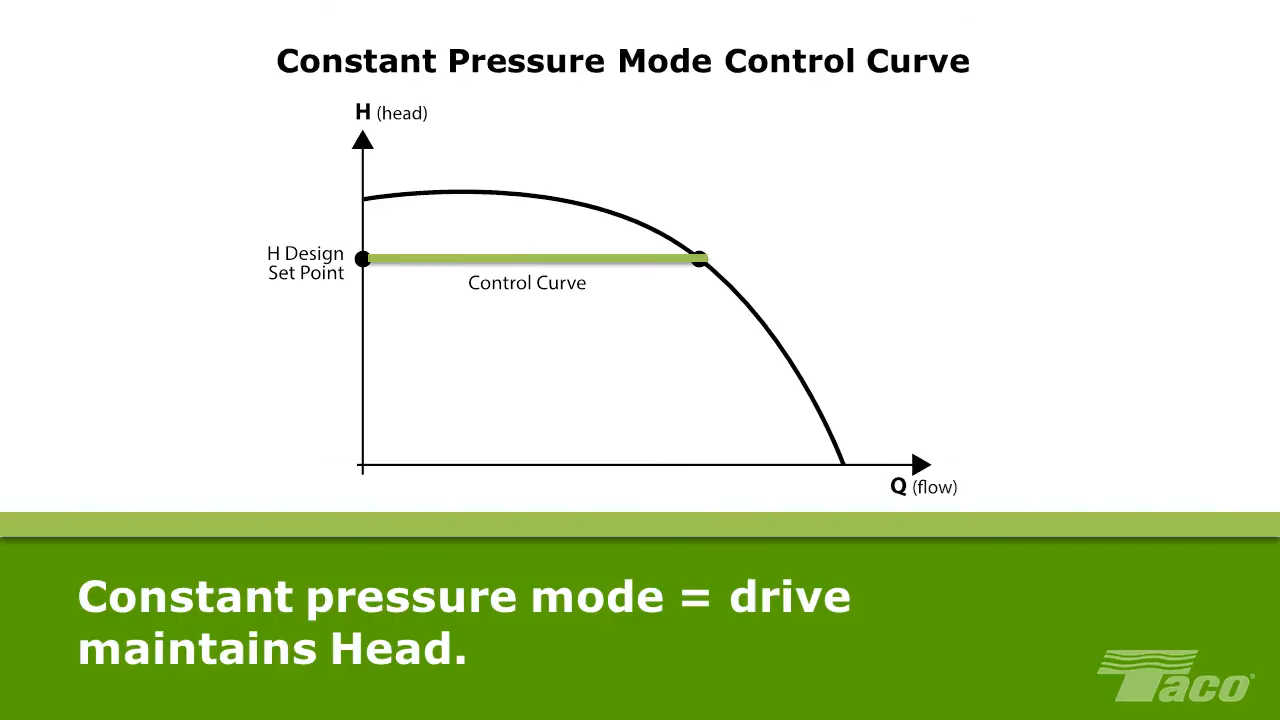 Constant Pressure Mode Control Curve
H (head)
H Design
Set Point
Control Curve
Q (flow)
Constant pressure mode = drive
maintains Head.
Taco®